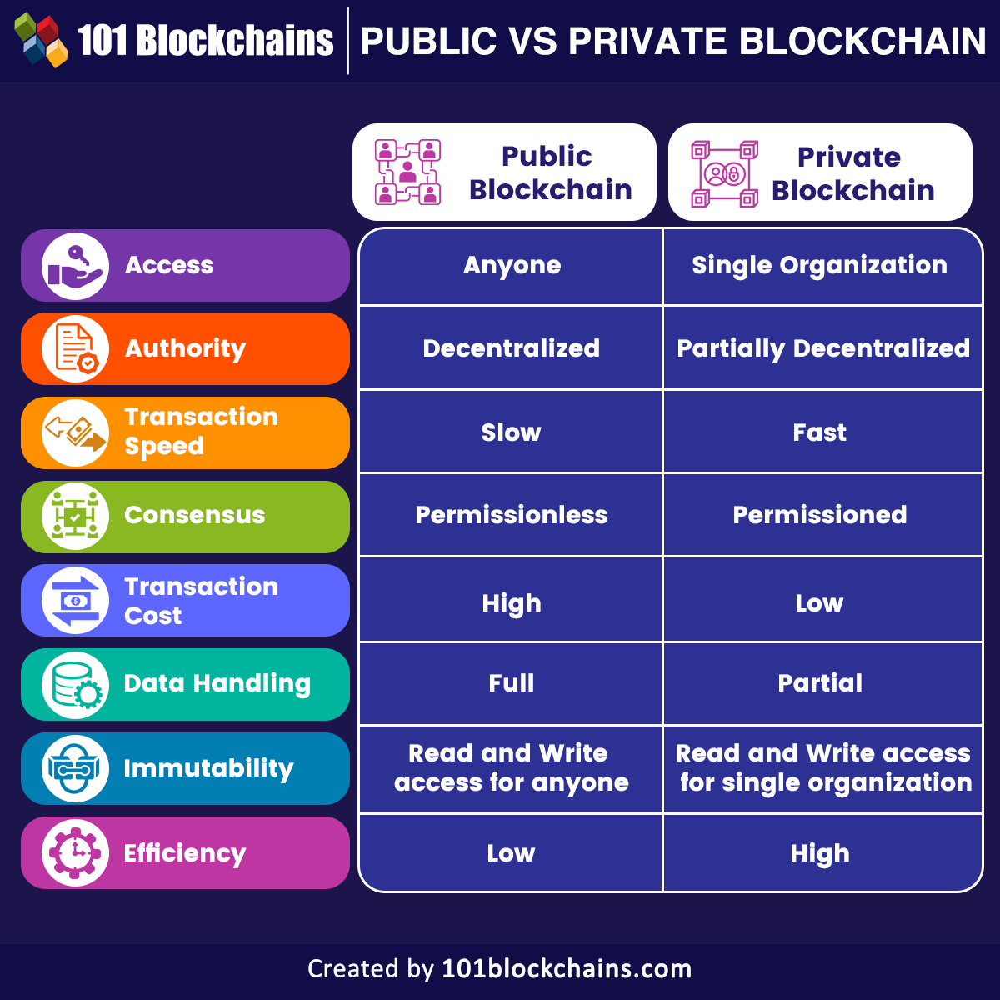 101 Blockchains | PUBLIC VS PRIVATE BLOCKCHAIN
Public
Blockchain
Private
Blockchain
Access
Anyone
Single Organization
Authority
Decentralized
Partially Decentralized
Transaction
Speed
Slow
Fast
Consensus
Permissionless
Permissioned
Transaction
Cost
High
Low
Data Handling
Full
Partial
Immutability
Read and Write
access for anyone
Read and Write access
for single organization
Efficiency
Low
High
Created by 101blockchains.com